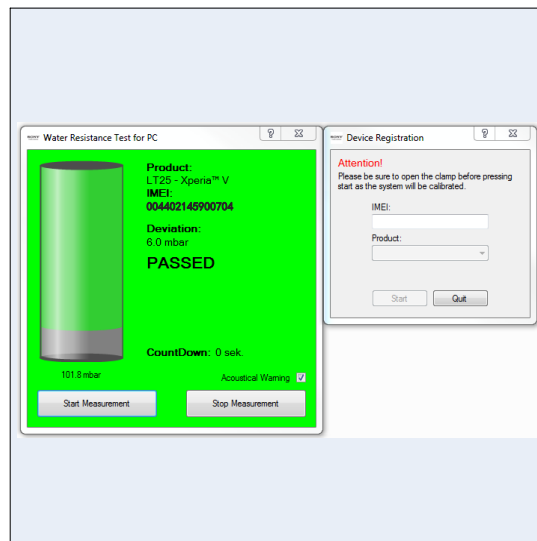 SONY Water Resistance Test for PC
Product:
LT25 - Xperia™ V
IMEI:
004402145900704
Deviation:
6.0 mbar
PASSED
CountDown: 0 sek.
101.8 mbar
Acoustical Warning
Start Measurement
Stop Measurement
SONY Device Registration
Attention!
Please be sure to open the clamp before pressing
start as the system will be calibrated.
IMEI:
Product:
Start
Quit